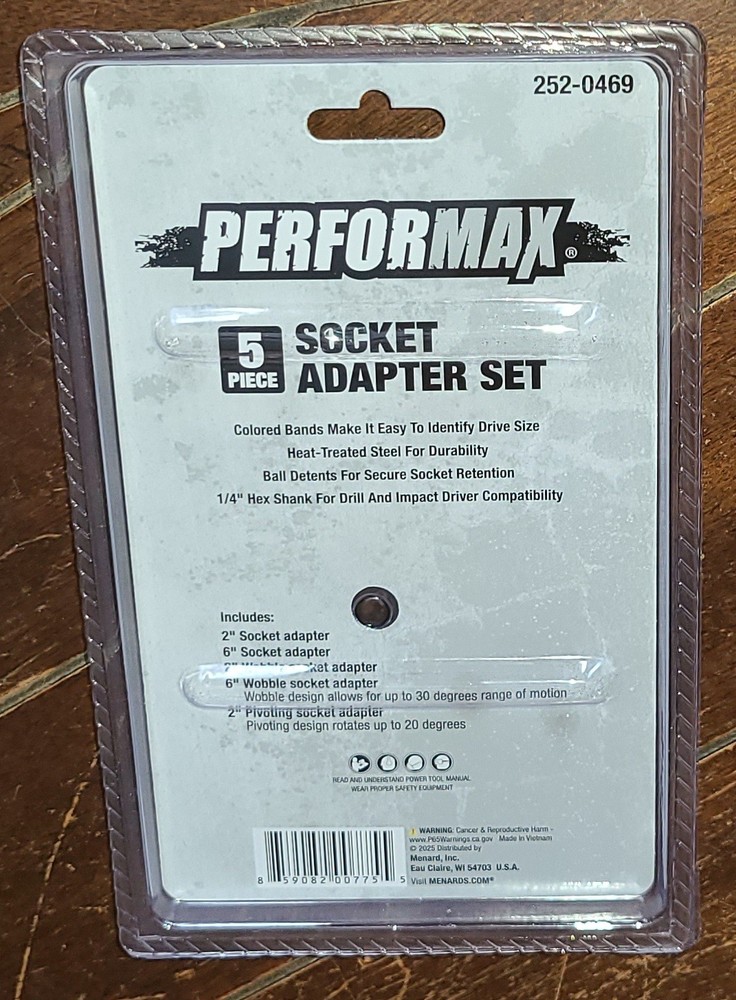 252-0469
PERFORMAX®
5 PIECE
SOCKET
ADAPTER SET
Colored Bands Make It Easy To Identify Drive Size
Heat-Treated Steel For Durability
Ball Detents For Secure Socket Retention
1/4" Hex Shank For Drill And Impact Driver Compatibility
Includes:
2" Socket adapter
6" Socket adapter
2" Wobble socket adapter
6" Wobble socket adapter
Wobble design allows for up to 30 degrees range of motion
2" Pivoting socket adapter
Pivoting design rotates up to 20 degrees
READ AND UNDERSTAND POWER TOOL MANUAL
WEAR PROPER SAFETY EQUIPMENT
WARNING: Cancer & Reproductive Harm -
www.P65Warnings.ca.gov Made In Vietnam
© 2025 Distributed by
Menard, Inc.
Eau Claire, WI 54703 U.S.A.
Visit MENARDS.COM®
8 59082 00775 5